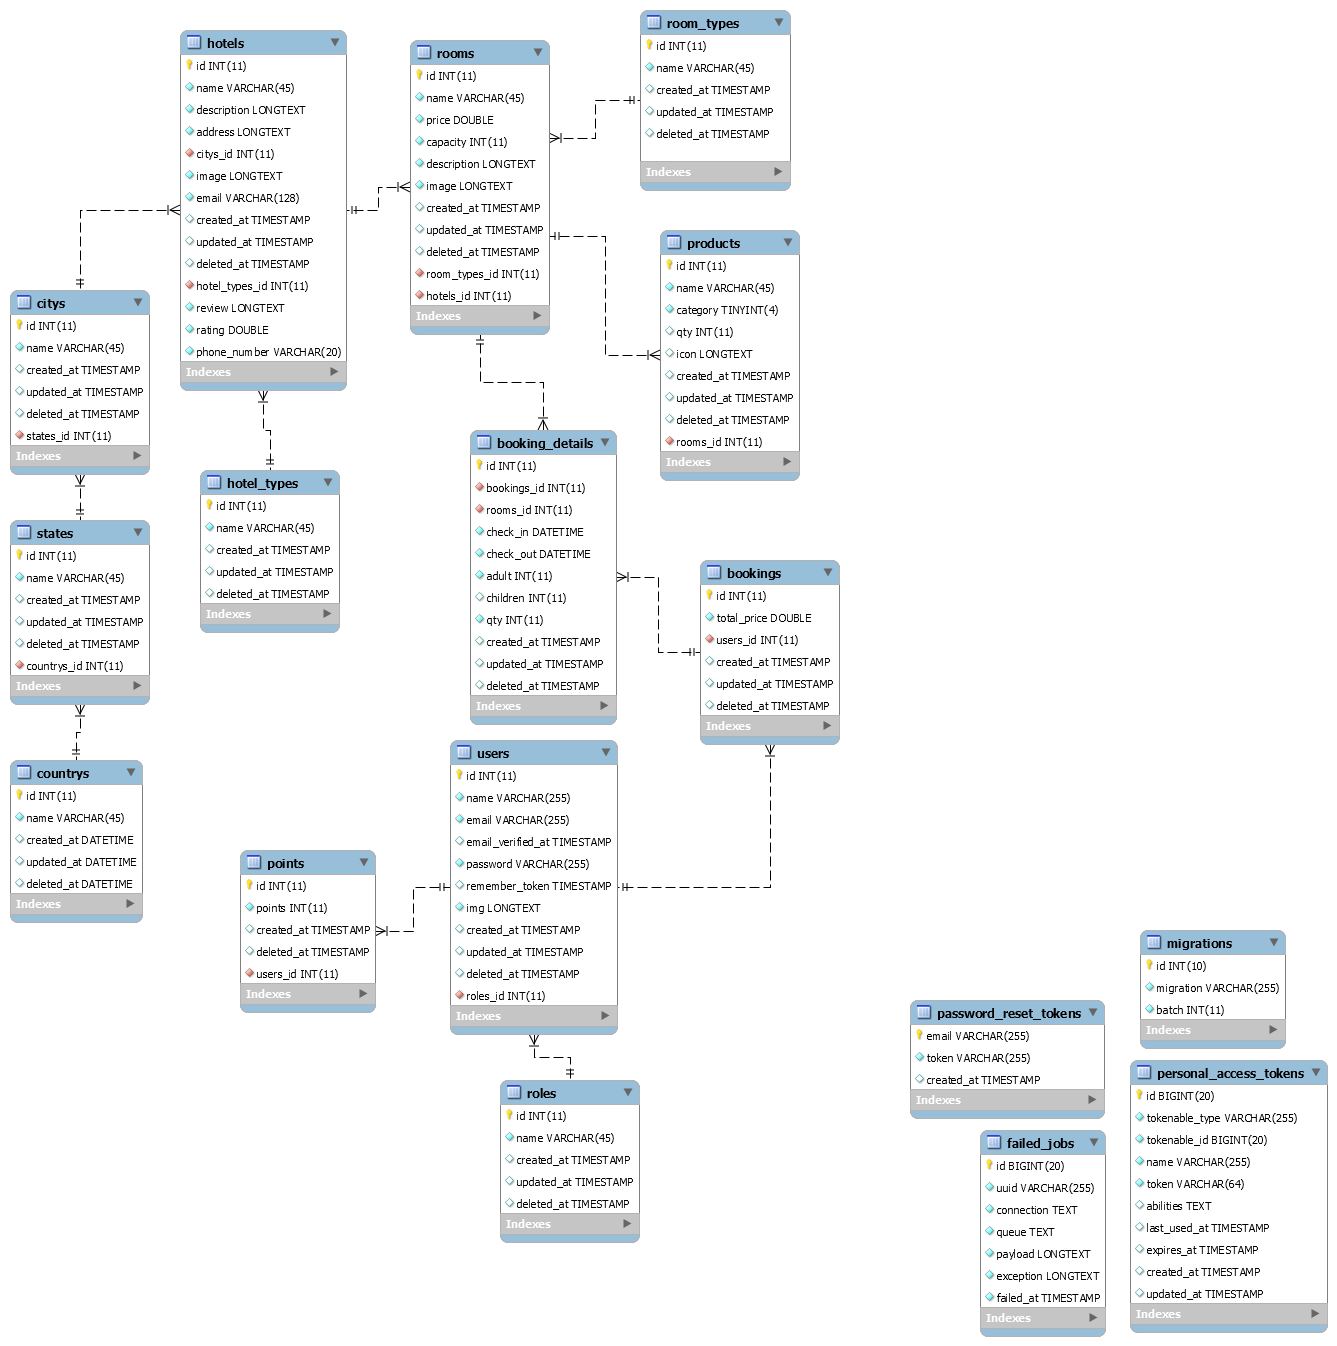 hotels
id INT(11)
name VARCHAR(45)
description LONGTEXT
address LONGTEXT
citys_id INT(11)
image LONGTEXT
email VARCHAR(128)
created_at TIMESTAMP
updated_at TIMESTAMP
deleted_at TIMESTAMP
hotel_types_id INT(11)
review LONGTEXT
rating DOUBLE
phone_number VARCHAR(20)
Indexes
rooms
id INT(11)
name VARCHAR(45)
price DOUBLE
capacity INT(11)
description LONGTEXT
image LONGTEXT
created_at TIMESTAMP
updated_at TIMESTAMP
deleted_at TIMESTAMP
room_types_id INT(11)
hotels_id INT(11)
Indexes
room_types
id INT(11)
name VARCHAR(45)
created_at TIMESTAMP
updated_at TIMESTAMP
deleted_at TIMESTAMP
Indexes
products
id INT(11)
name VARCHAR(45)
category TINYINT(4)
qty INT(11)
icon LONGTEXT
created_at TIMESTAMP
updated_at TIMESTAMP
deleted_at TIMESTAMP
rooms_id INT(11)
Indexes
citys
id INT(11)
name VARCHAR(45)
created_at TIMESTAMP
updated_at TIMESTAMP
deleted_at TIMESTAMP
states_id INT(11)
Indexes
hotel_types
id INT(11)
name VARCHAR(45)
created_at TIMESTAMP
updated_at TIMESTAMP
deleted_at TIMESTAMP
Indexes
booking_details
id INT(11)
bookings_id INT(11)
rooms_id INT(11)
check_in DATETIME
check_out DATETIME
adult INT(11)
children INT(11)
qty INT(11)
created_at TIMESTAMP
updated_at TIMESTAMP
deleted_at TIMESTAMP
Indexes
states
id INT(11)
name VARCHAR(45)
created_at TIMESTAMP
updated_at TIMESTAMP
deleted_at TIMESTAMP
countrys_id INT(11)
Indexes
bookings
id INT(11)
total_price DOUBLE
users_id INT(11)
created_at TIMESTAMP
updated_at TIMESTAMP
deleted_at TIMESTAMP
Indexes
countrys
id INT(11)
name VARCHAR(45)
created_at DATETIME
updated_at DATETIME
deleted_at DATETIME
Indexes
users
id INT(11)
name VARCHAR(255)
email VARCHAR(255)
email_verified_at TIMESTAMP
password VARCHAR(255)
remember_token TIMESTAMP
img LONGTEXT
created_at TIMESTAMP
updated_at TIMESTAMP
deleted_at TIMESTAMP
roles_id INT(11)
Indexes
points
id INT(11)
points INT(11)
created_at TIMESTAMP
deleted_at TIMESTAMP
users_id INT(11)
Indexes
roles
id INT(11)
name VARCHAR(45)
created_at TIMESTAMP
updated_at TIMESTAMP
deleted_at TIMESTAMP
Indexes
migrations
id INT(10)
migration VARCHAR(255)
batch INT(11)
Indexes
password_reset_tokens
email VARCHAR(255)
token VARCHAR(255)
created_at TIMESTAMP
Indexes
personal_access_tokens
id BIGINT(20)
tokenable_type VARCHAR(255)
tokenable_id BIGINT(20)
name VARCHAR(255)
token VARCHAR(64)
abilities TEXT
last_used_at TIMESTAMP
expires_at TIMESTAMP
created_at TIMESTAMP
updated_at TIMESTAMP
Indexes
failed_jobs
id BIGINT(20)
uuid VARCHAR(255)
connection TEXT
queue TEXT
payload LONGTEXT
exception LONGTEXT
failed_at TIMESTAMP
Indexes